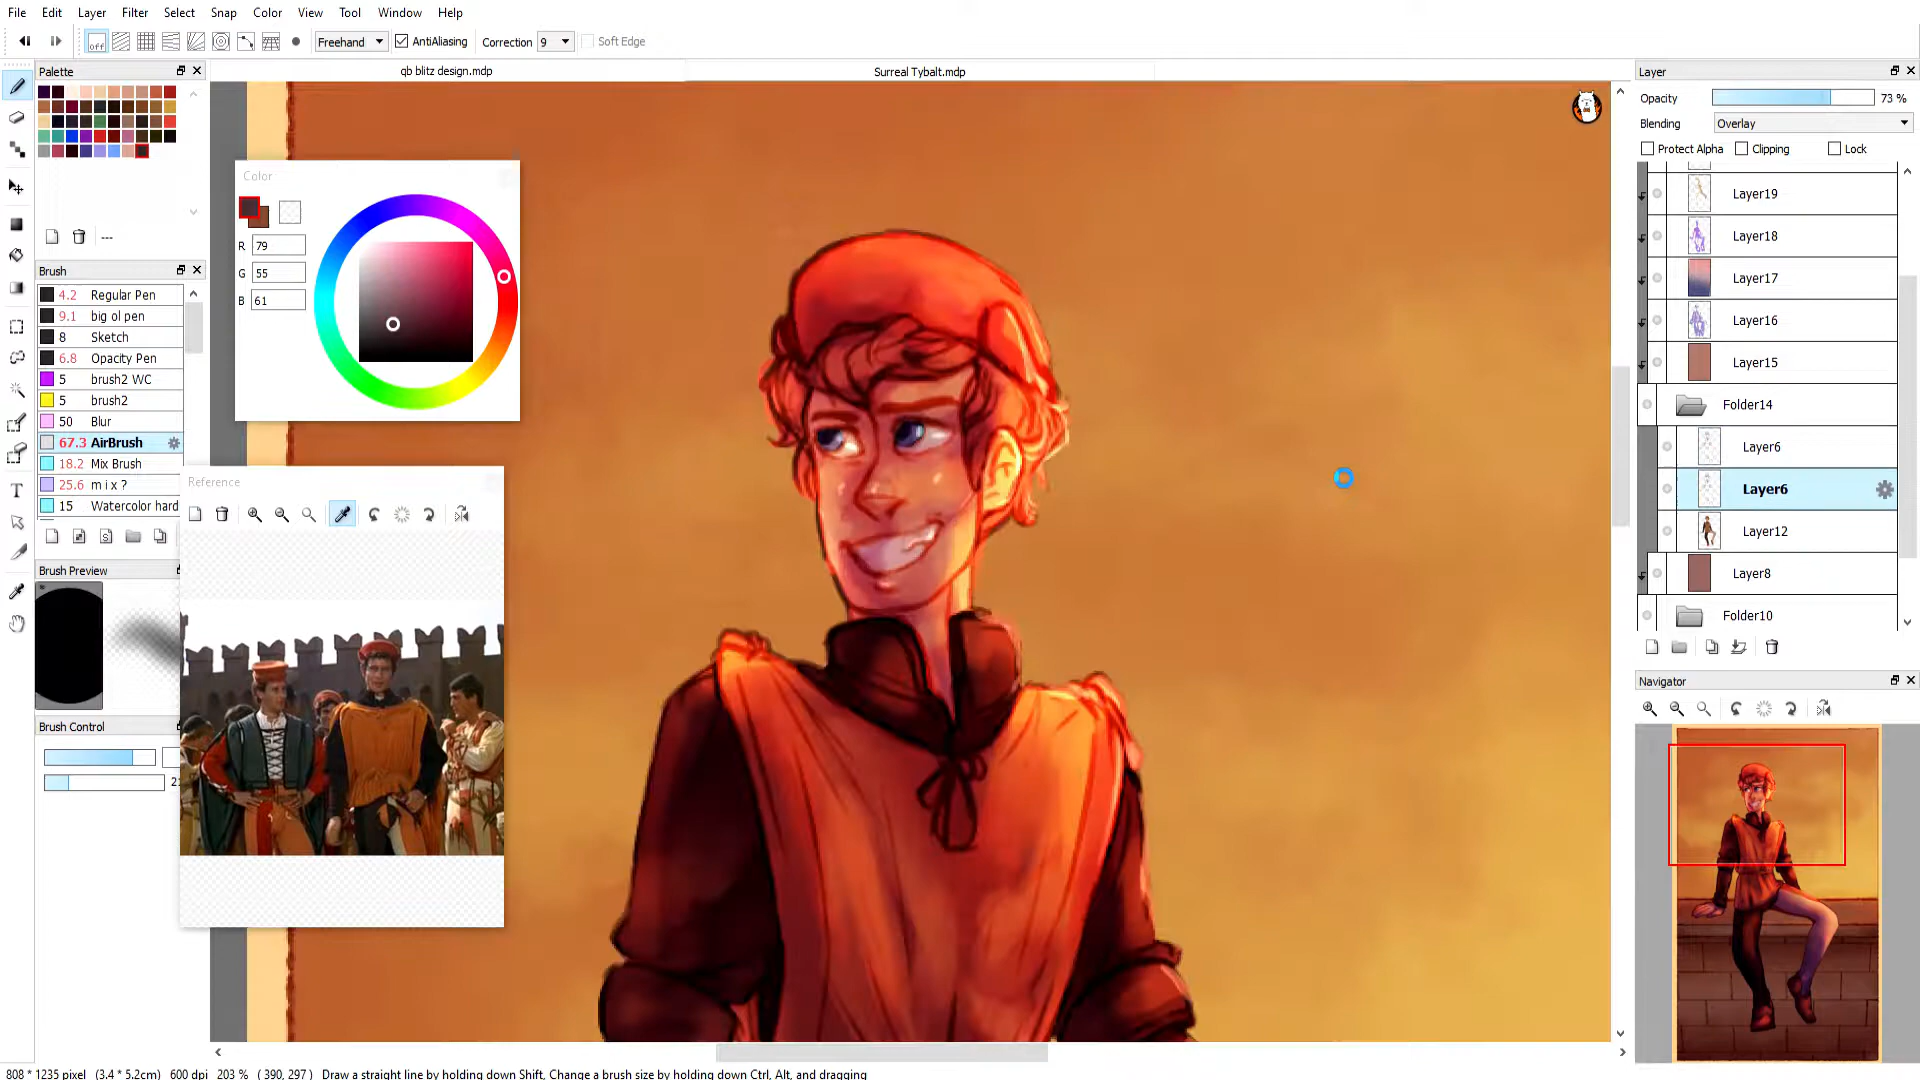 File Edit Layer Filter Select Snap Color View Tool Window Help
off Freehand AntiAliasing Correction 9 Soft Edge
Palette
qb blitz design.mdp
Surreal Tybalt.mdp
---
Brush
4.2 Regular Pen
9.1 big ol pen
8 Sketch
6.8 Opacity Pen
5 brush2 WC
5 brush2
50 Blur
67.3 AirBrush
18.2 Mix Brush
25.6 m i x ?
15 Watercolor hard
Brush Preview
Brush Control
Color
R 79
G 55
B 61
Reference
Layer
Opacity 73 %
Blending Overlay
Protect Alpha Clipping Lock
Layer19
Layer18
Layer17
Layer16
Layer15
Folder14
Layer6
Layer6
Layer12
Layer8
Folder10
Navigator
808 * 1235 pixel (3.4 * 5.2cm) 600 dpi 203 % ( 390, 297 ) Draw a straight line by holding down Shift, Change a brush size by holding down Ctrl, Alt, and dragging